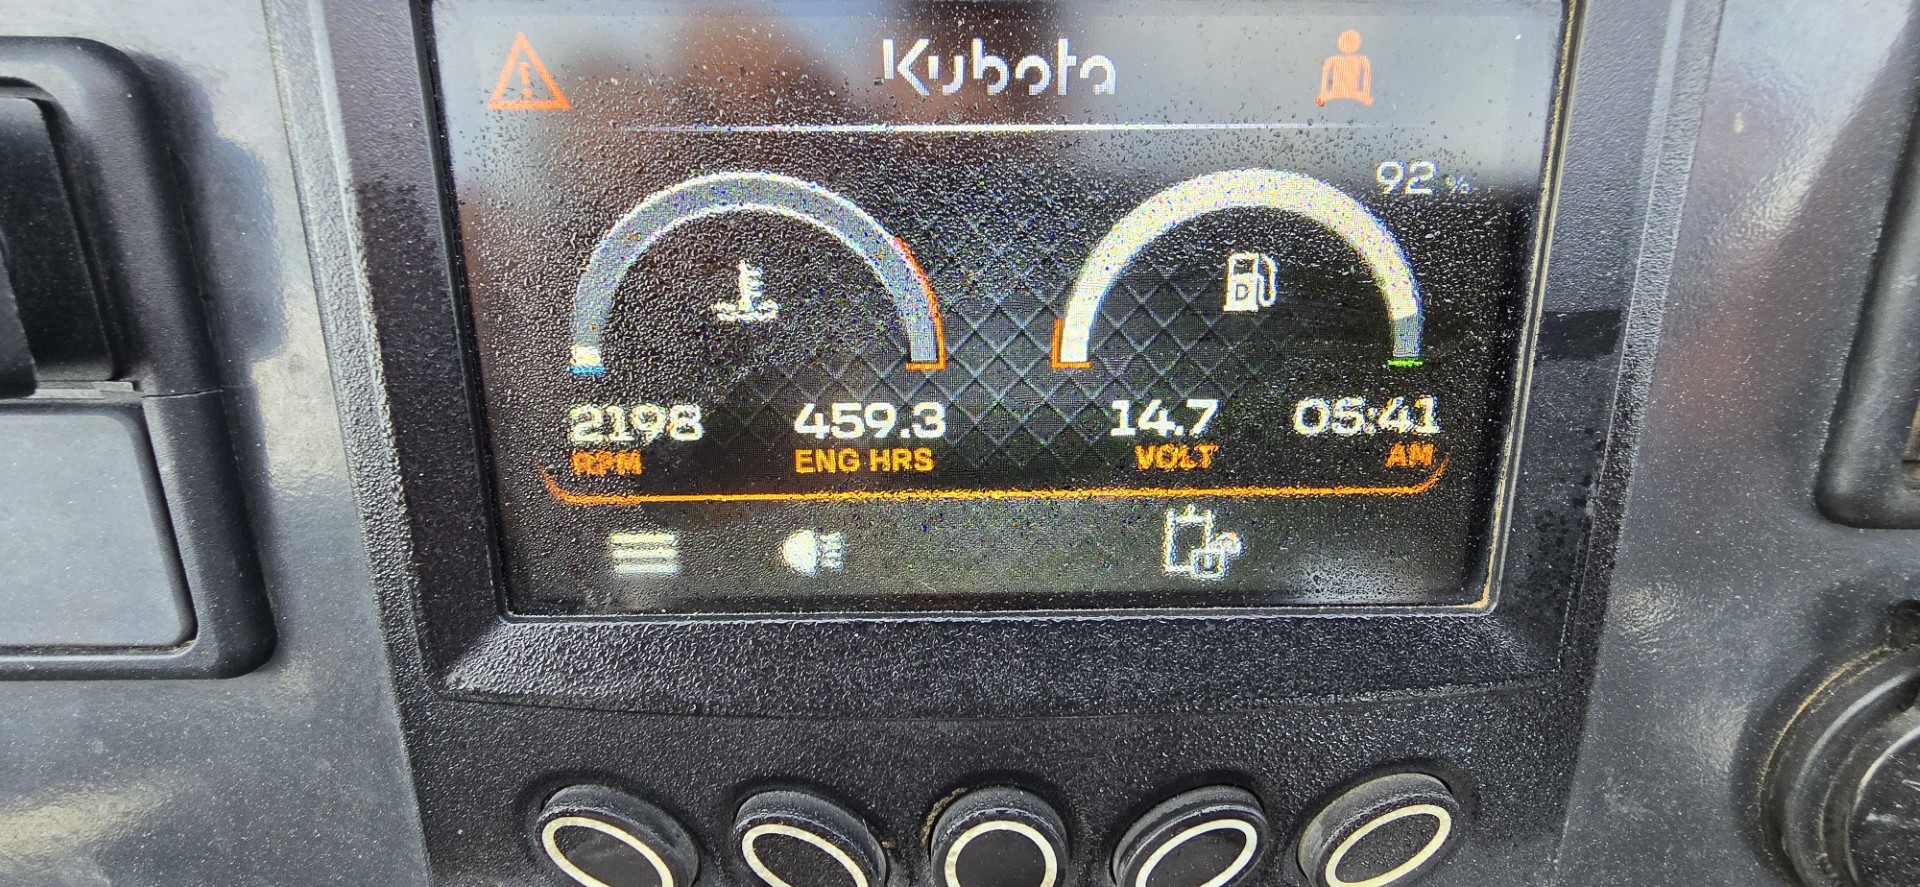 Kubota
92 %
D
2198 459.3 14.7 05:41
RPM ENG HRS VOLT AM